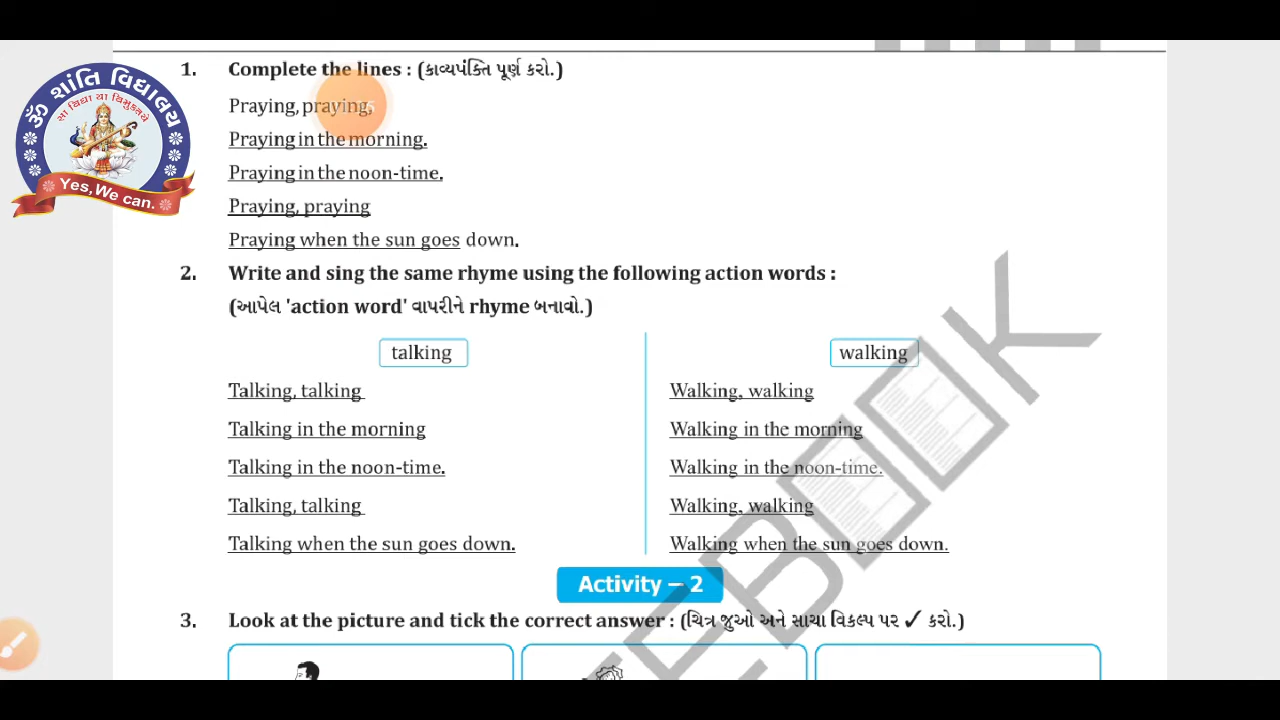 ૐ શાંતિ વિદ્યાલય
સા વિદ્યા યા વિમુક્તયે
Yes, We can.
1. Complete the lines : (કાવ્યપંક્તિ પૂર્ણ કરો.)
Praying, praying,
Praying in the morning.
Praying in the noon-time.
Praying, praying
Praying when the sun goes down.
2. Write and sing the same rhyme using the following action words :
(આપેલ 'action word' વાપરીને rhyme બનાવો.)
talking
Talking, talking
Talking in the morning
Talking in the noon-time.
Talking, talking
Talking when the sun goes down.
walking
Walking, walking
Walking in the morning
Walking in the noon-time.
Walking, walking
Walking when the sun goes down.
Activity – 2
3. Look at the picture and tick the correct answer : (ચિત્ર જુઓ અને સાચા વિકલ્પ પર ✓ કરો.)